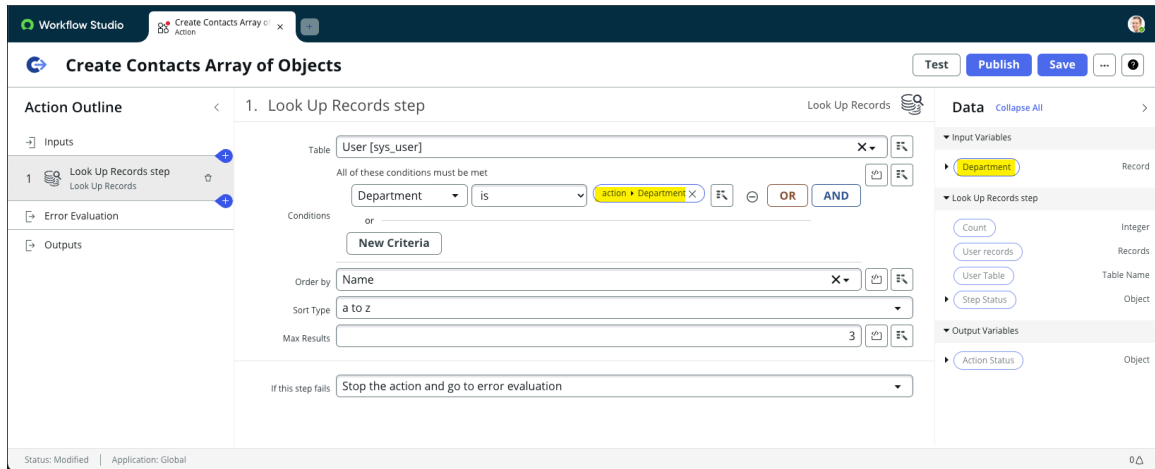 Workflow Studio
Create Contacts Array of
Action
Create Contacts Array of Objects
Test
Publish
Save
Action Outline
Inputs
1
Look Up Records step
Look Up Records
Error Evaluation
Outputs
1. Look Up Records step
Look Up Records
Table
User [sys_user]
All of these conditions must be met
Conditions
Department
is
action ▸ Department
OR
AND
or
New Criteria
Order by
Name
Sort Type
a to z
Max Results
3
If this step fails
Stop the action and go to error evaluation
Data Collapse All
Input Variables
Department Record
Look Up Records step
Count Integer
User records Records
User Table Table Name
Step Status Object
Output Variables
Action Status Object
Status: Modified | Application: Global
0